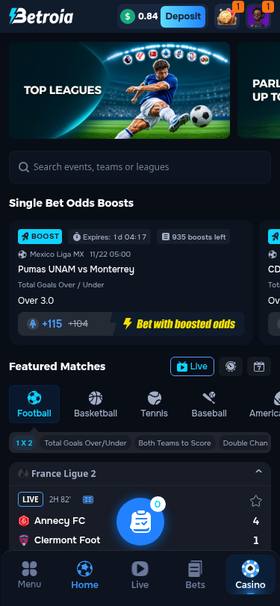 Betroia
$ 0.84 Deposit
1
1
TOP LEAGUES
PARL
UP TO
Search events, teams or leagues
Single Bet Odds Boosts
BOOST
Expires: 1d 04:17
935 boosts left
Mexico Liga MX 11/22 05:00
Pumas UNAM vs Monterrey
Total Goals Over / Under
Over 3.0
+115 +104 Bet with boosted odds
CD
Tota
Ov
Featured Matches
Live
7
Football
Basketball
Tennis
Baseball
America
1 X 2
Total Goals Over/Under
Both Teams to Score
Double Chan
France Ligue 2
LIVE 2H 82'
0
Annecy FC 4
Clermont Foot 1
Menu
Home
Live
Bets
Casino